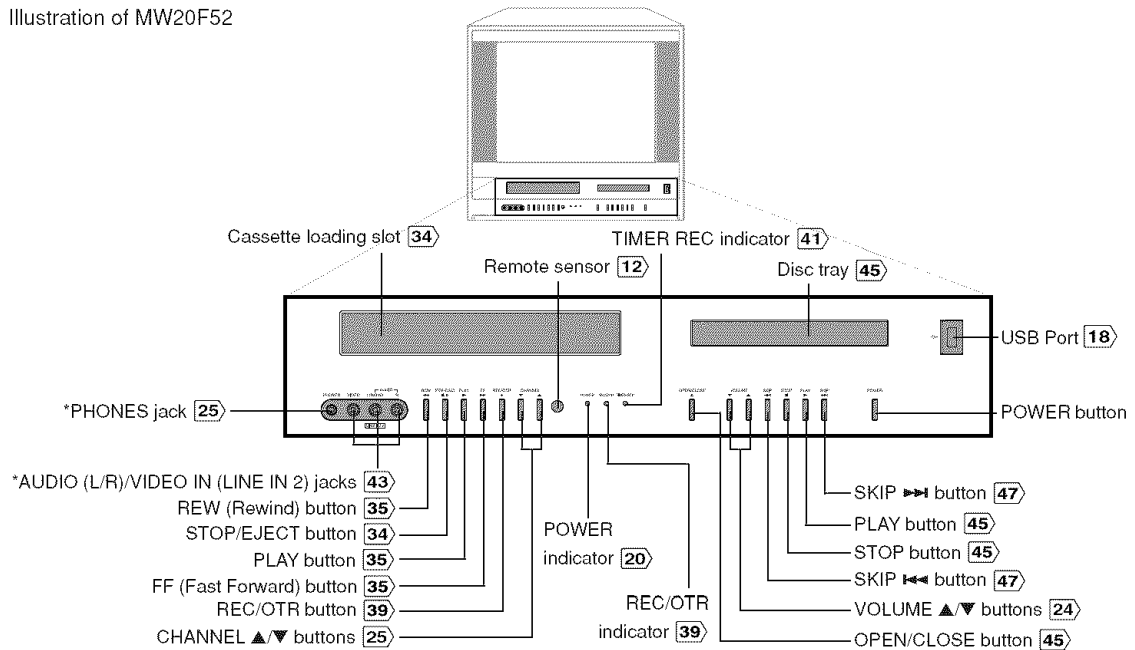 Illustration of MW20F52
Cassette loading slot 34
TIMER REC indicator 41
Remote sensor 12
Disc tray 45
USB Port 18
*PHONES jack 25
POWER button
*AUDIO (L/R)/VIDEO IN (LINE IN 2) jacks 43
REW (Rewind) button 35
STOP/EJECT button 34
PLAY button 35
FF (Fast Forward) button 35
REC/OTR button 39
CHANNEL ▲/▼ buttons 25
POWER
indicator 20
REC/OTR
indicator 39
SKIP ▶▶| button 47
PLAY button 45
STOP button 45
SKIP |◀◀ button 47
VOLUME ▲/▼ buttons 24
OPEN/CLOSE button 45